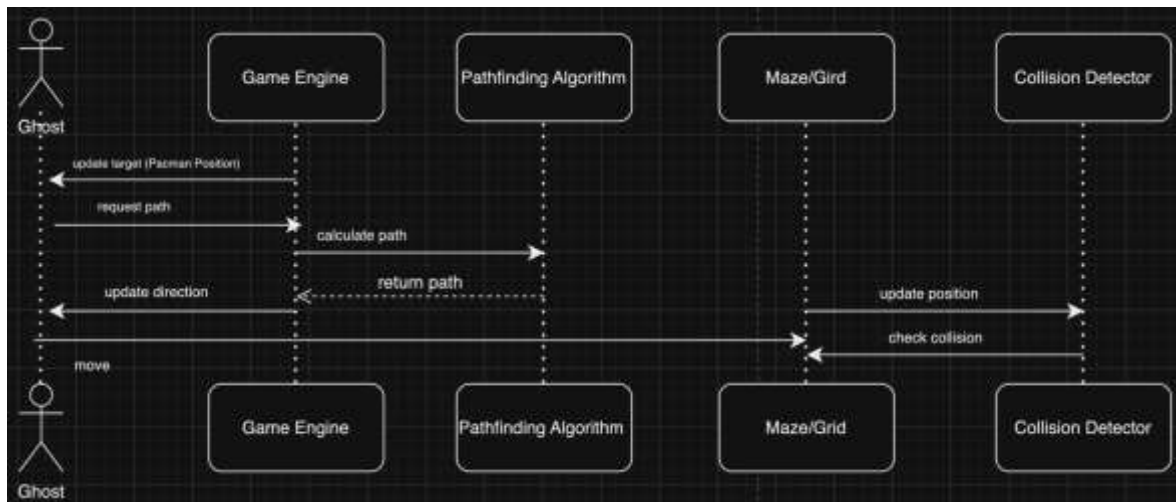 Game Engine
Pathfinding Algorithm
Maze/Gird
Collision Detector
Ghost
update target (Pacman Position)
request path
calculate path
return path
update direction
update position
check collision
move
Game Engine
Pathfinding Algorithm
Maze/Grid
Collision Detector
Ghost